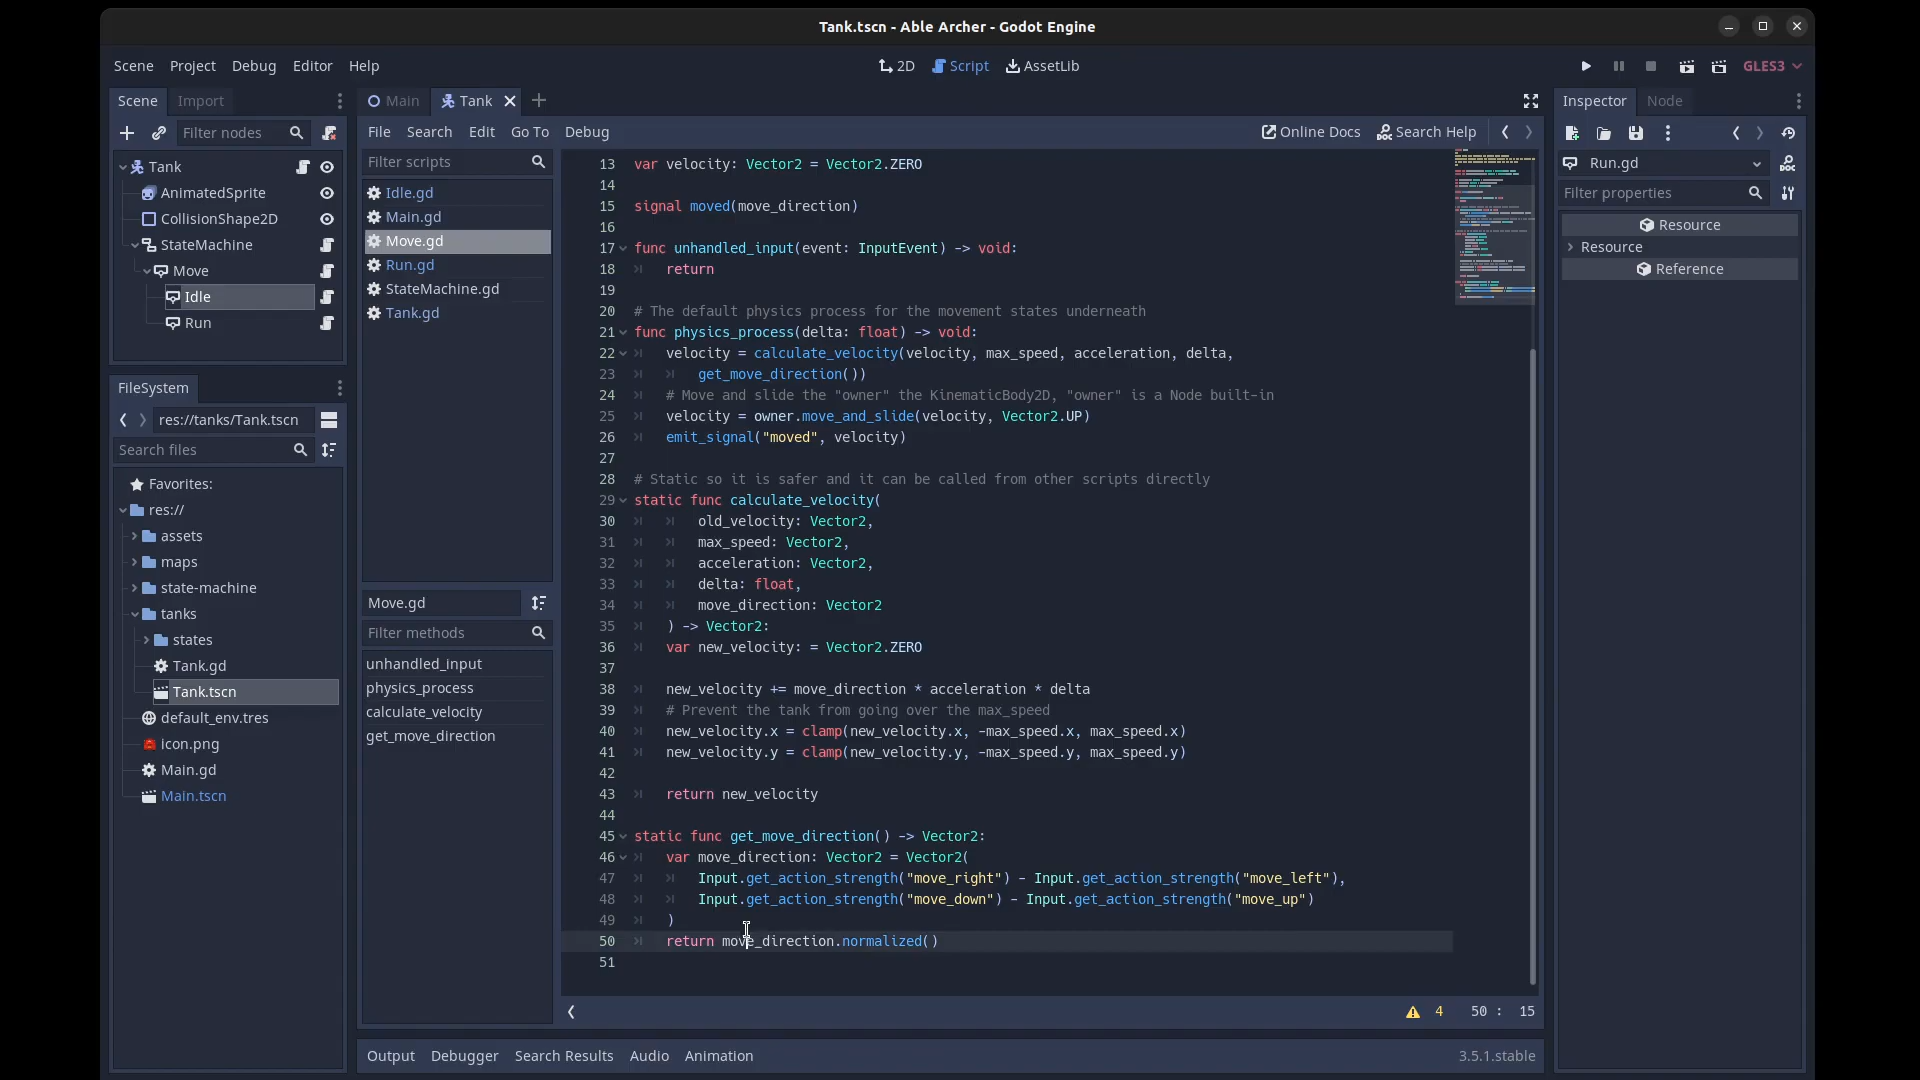 Tank.tscn - Able Archer - Godot Engine
Scene Project Debug Editor Help
2D Script AssetLib
GLES3
Scene Import
Filter nodes
Tank
AnimatedSprite
CollisionShape2D
StateMachine
Move
Idle
Run
FileSystem
res://tanks/Tank.tscn
Search files
Favorites:
res://
assets
maps
state-machine
tanks
states
Tank.gd
Tank.tscn
default_env.tres
icon.png
Main.gd
Main.tscn
Main Tank
File Search Edit Go To Debug
Online Docs Search Help
Filter scripts
Idle.gd
Main.gd
Move.gd
Run.gd
StateMachine.gd
Tank.gd
Move.gd
Filter methods
unhandled_input
physics_process
calculate_velocity
get_move_direction
13 var velocity: Vector2 = Vector2.ZERO
14
15 signal moved(move_direction)
16
17 func unhandled_input(event: InputEvent) -> void:
18 return
19
20 # The default physics process for the movement states underneath
21 func physics_process(delta: float) -> void:
22 velocity = calculate_velocity(velocity, max_speed, acceleration, delta,
23 get_move_direction())
24 # Move and slide the "owner" the KinematicBody2D, "owner" is a Node built-in
25 velocity = owner.move_and_slide(velocity, Vector2.UP)
26 emit_signal("moved", velocity)
27
28 # Static so it is safer and it can be called from other scripts directly
29 static func calculate_velocity(
30 old_velocity: Vector2,
31 max_speed: Vector2,
32 acceleration: Vector2,
33 delta: float,
34 move_direction: Vector2
35 ) -> Vector2:
36 var new_velocity: = Vector2.ZERO
37
38 new_velocity += move_direction * acceleration * delta
39 # Prevent the tank from going over the max_speed
40 new_velocity.x = clamp(new_velocity.x, -max_speed.x, max_speed.x)
41 new_velocity.y = clamp(new_velocity.y, -max_speed.y, max_speed.y)
42
43 return new_velocity
44
45 static func get_move_direction() -> Vector2:
46 var move_direction: Vector2 = Vector2(
47 Input.get_action_strength("move_right") - Input.get_action_strength("move_left"),
48 Input.get_action_strength("move_down") - Input.get_action_strength("move_up")
49 )
50 return move_direction.normalized()
51
4 50 : 15
Output Debugger Search Results Audio Animation
3.5.1.stable
Inspector Node
Run.gd
Filter properties
Resource
Resource
Reference